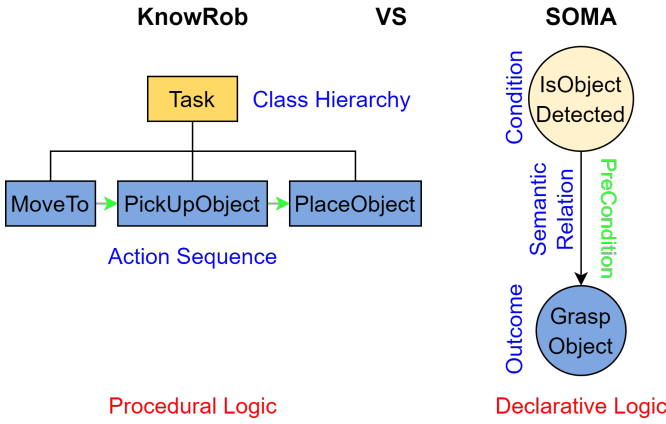 KnowRob
VS
SOMA
Task
Class Hierarchy
MoveTo
PickUpObject
PlaceObject
Action Sequence
Procedural Logic
Condition
IsObject
Detected
Semantic
Relation
PreCondition
Outcome
Grasp
Object
Declarative Logic